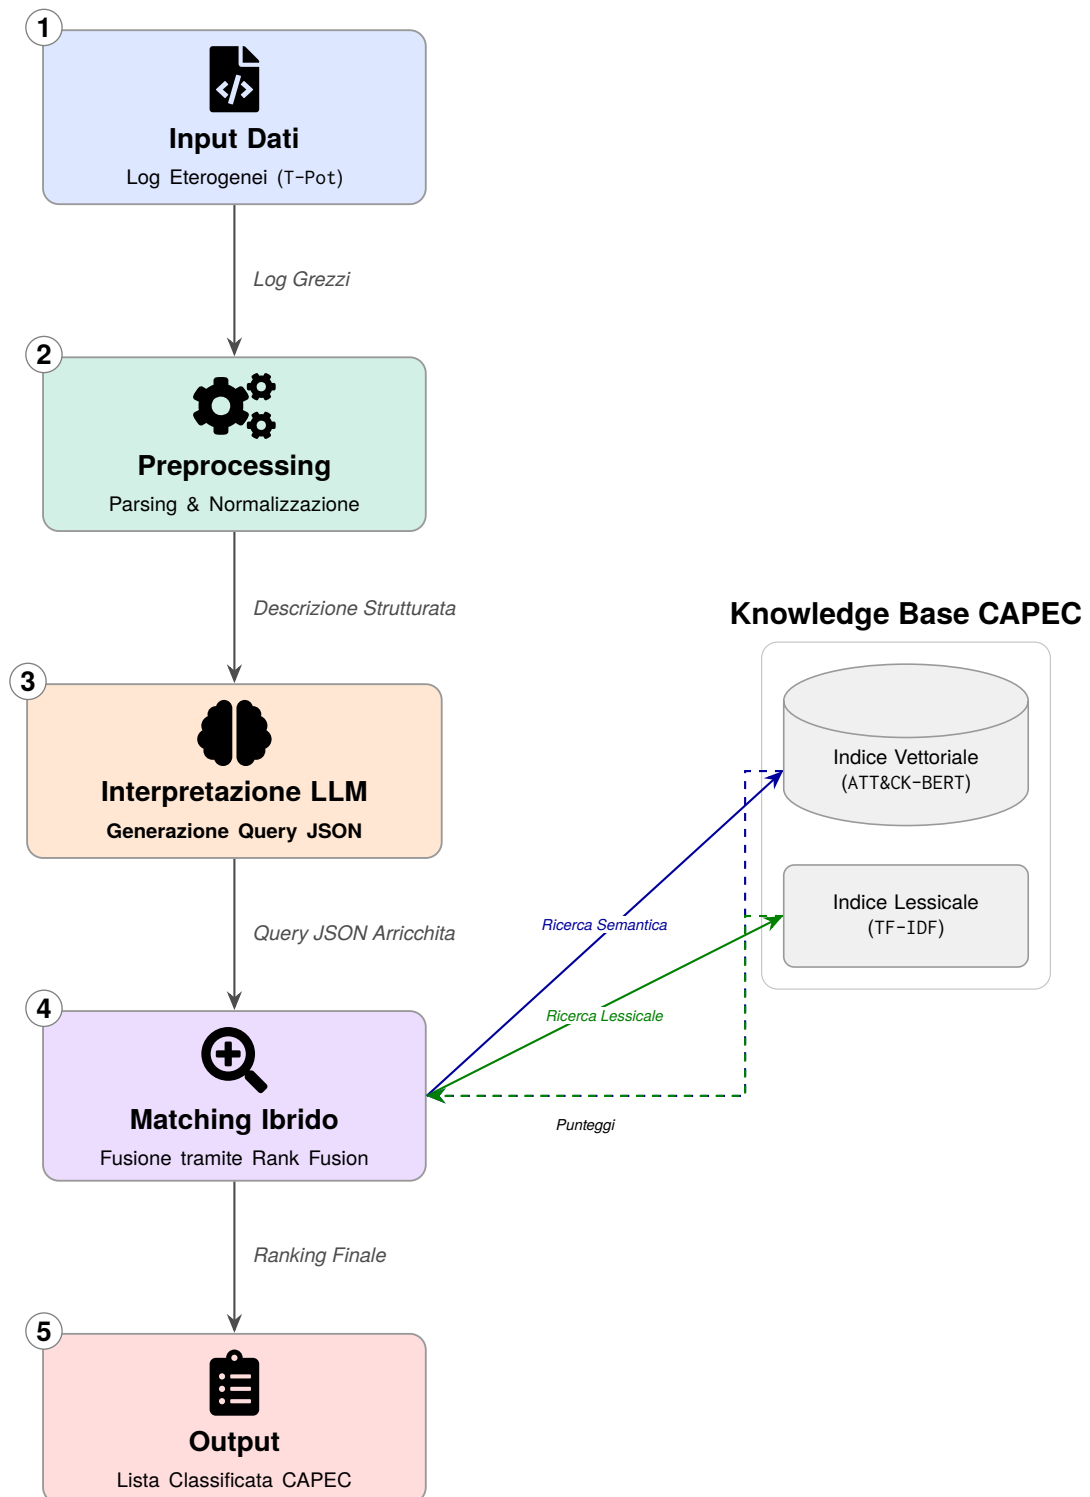 1
Input Dati
Log Eterogenei (T-Pot)
Log Grezzi
2
Preprocessing
Parsing & Normalizzazione
Descrizione Strutturata
3
Interpretazione LLM
Generazione Query JSON
Query JSON Arricchita
Knowledge Base CAPEC
Indice Vettoriale
(ATT&CK-BERT)
Indice Lessicale
(TF-IDF)
Ricerca Semantica
Ricerca Lessicale
4
Matching Ibrido
Fusione tramite Rank Fusion
Punteggi
Ranking Finale
5
Output
Lista Classificata CAPEC